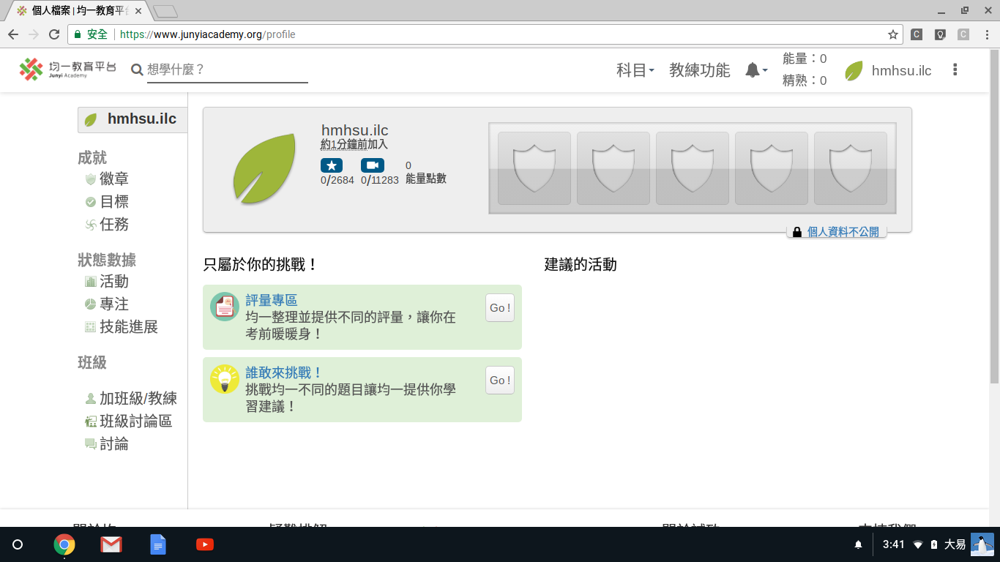 個人檔案 | 均一教育平
安全
https://www.junyiacademy.org/profile
均一教育平台
Junyi Academy
想學什麼？
科目
教練功能
能量：0
精熟：0
hmhsu.ilc
hmhsu.ilc
成就
徽章
目標
任務
狀態數據
活動
專注
技能進展
班級
加班級/教練
班級討論區
討論
hmhsu.ilc
約1分鐘前加入
0/2684
0/11283
0
能量點數
個人資料不公開
只屬於你的挑戰！
評量專區
均一整理並提供不同的評量，讓你在
考前暖暖身！
Go !
誰敢來挑戰！
挑戰均一不同的題目讓均一提供你學
習建議！
Go !
建議的活動
3:41
大易